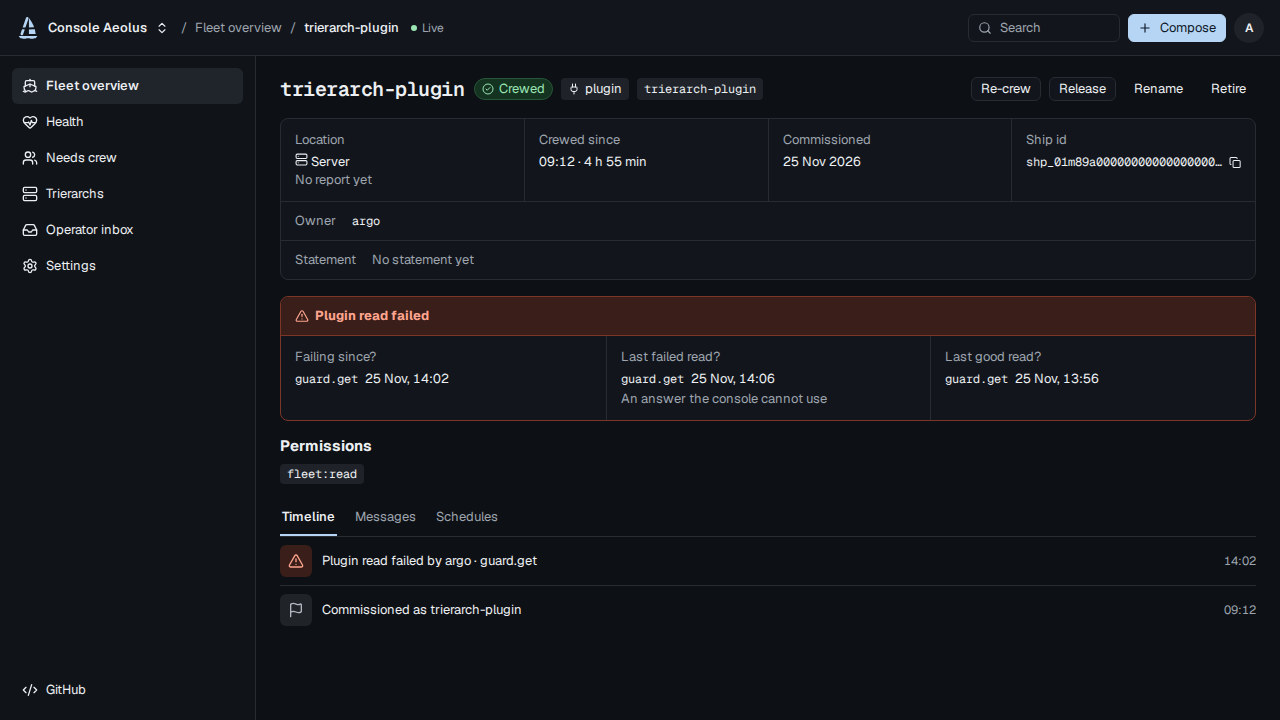 Console Aeolus / Fleet overview / trierarch-plugin Live
Search
Compose
A
Fleet overview
Health
Needs crew
Trierarchs
Operator inbox
Settings
GitHub
trierarch-plugin Crewed plugin trierarch-plugin
Re-crew Release Rename Retire
Location
Server
No report yet
Crewed since
09:12 · 4 h 55 min
Commissioned
25 Nov 2026
Ship id
shp_01m89a00000000000000000…
Owner argo
Statement No statement yet
Plugin read failed
Failing since?
guard.get 25 Nov, 14:02
Last failed read?
guard.get 25 Nov, 14:06
An answer the console cannot use
Last good read?
guard.get 25 Nov, 13:56
Permissions
fleet:read
Timeline Messages Schedules
Plugin read failed by argo · guard.get 14:02
Commissioned as trierarch-plugin 09:12